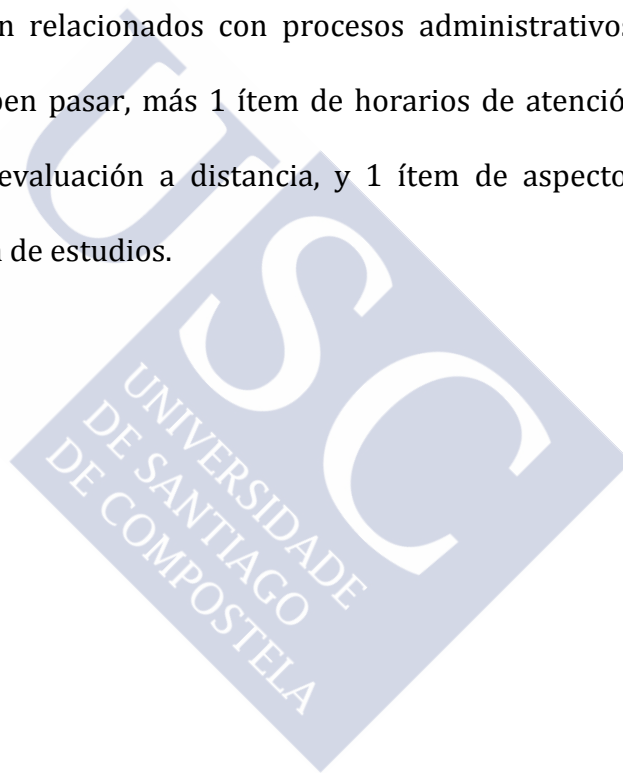 n relacionados con procesos administrativos
pen pasar, más 1 ítem de horarios de atenció
evaluación a distancia, y 1 ítem de aspecto
de estudios.
USC
UNIVERSIDADE
DE SANTIAGO
DE COMPOSTELA